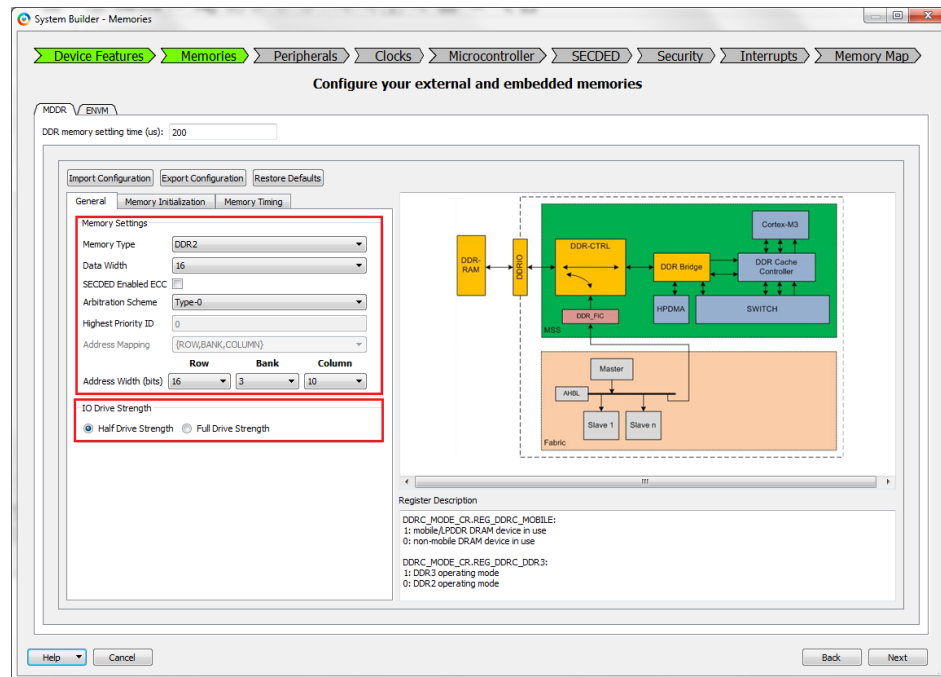 System Builder - Memories
Device Features Memories Peripherals Clocks Microcontroller SECDED Security Interrupts Memory Map
Configure your external and embedded memories
MDDR ENVM
DDR memory settling time (us): 200
Import Configuration Export Configuration Restore Defaults
General Memory Initialization Memory Timing
Memory Settings
Memory Type DDR2
Data Width 16
SECDED Enabled ECC
Arbitration Scheme Type-0
Highest Priority ID 0
Address Mapping {ROW,BANK,COLUMN}
Row Bank Column
Address Width (bits) 16 3 10
IO Drive Strength
Half Drive Strength Full Drive Strength
DDR-
RAM
DDRIO
DDR-CTRL
DDR_FIC
MSS
DDR Bridge
HPDMA
Cortex-M3
DDR Cache
Controller
SWITCH
Master
AHBL
Slave 1 Slave n
Fabric
Register Description
DDRC_MODE_CR.REG_DDRC_MOBILE:
1: mobile/LPDDR DRAM device in use
0: non-mobile DRAM device in use
DDRC_MODE_CR.REG_DDRC_DDR3:
1: DDR3 operating mode
0: DDR2 operating mode
Help Cancel Back Next